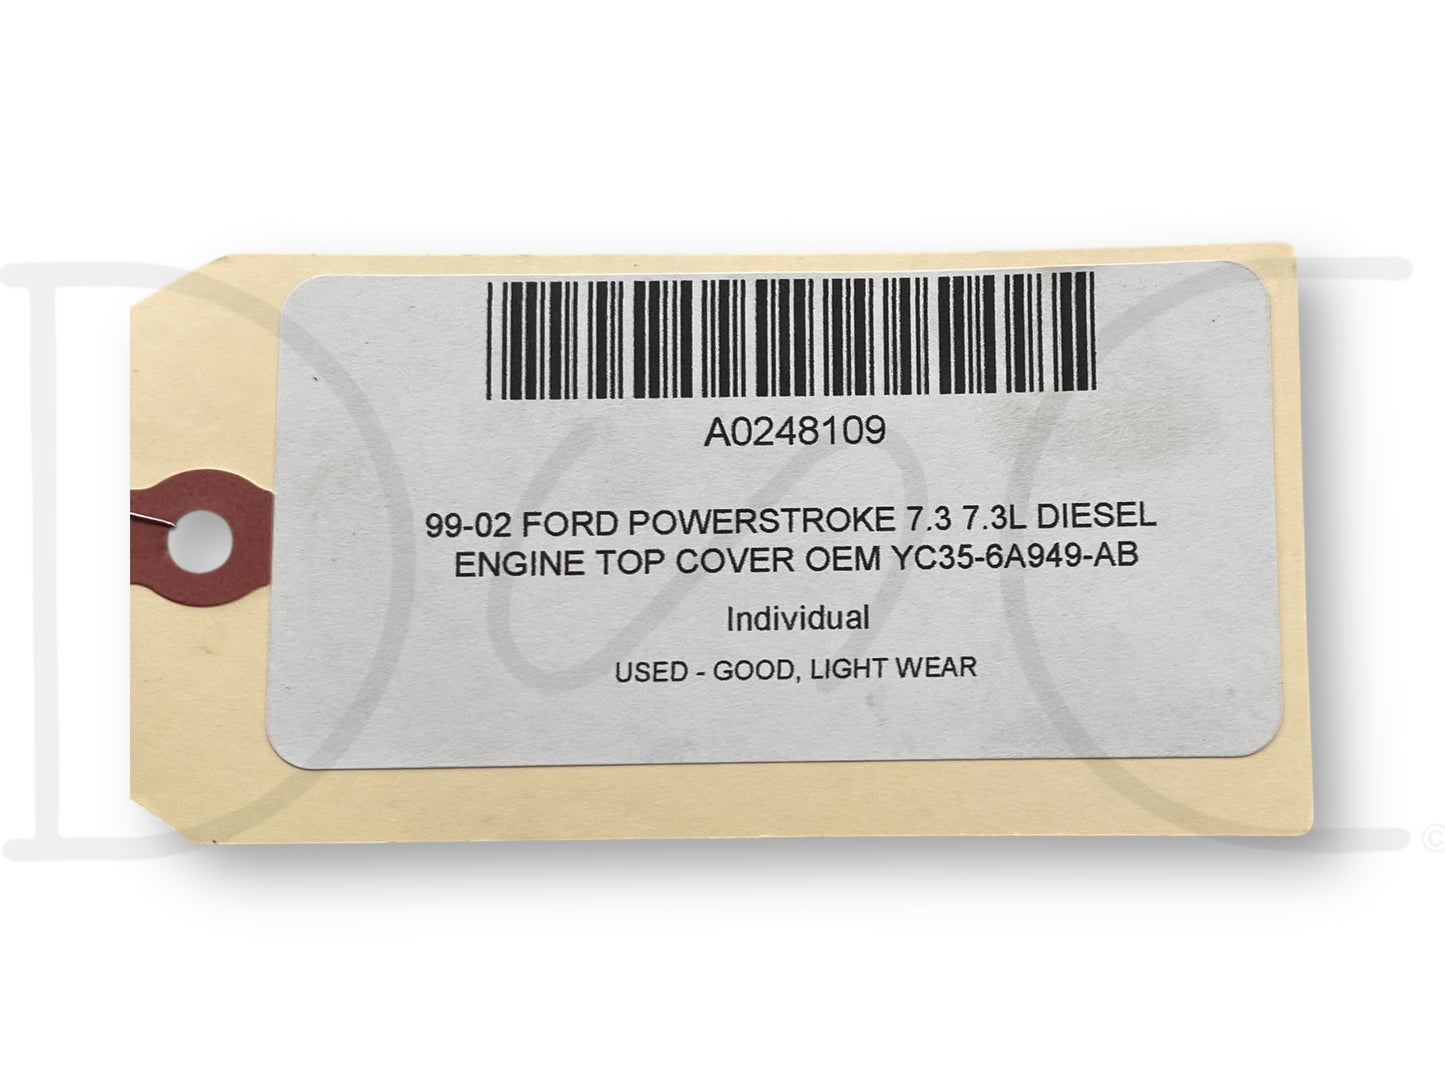 A0248109
99-02 FORD POWERSTROKE 7.3 7.3L DIESEL
ENGINE TOP COVER OEM YC35-6A949-AB
Individual
USED - GOOD, LIGHT WEAR
©